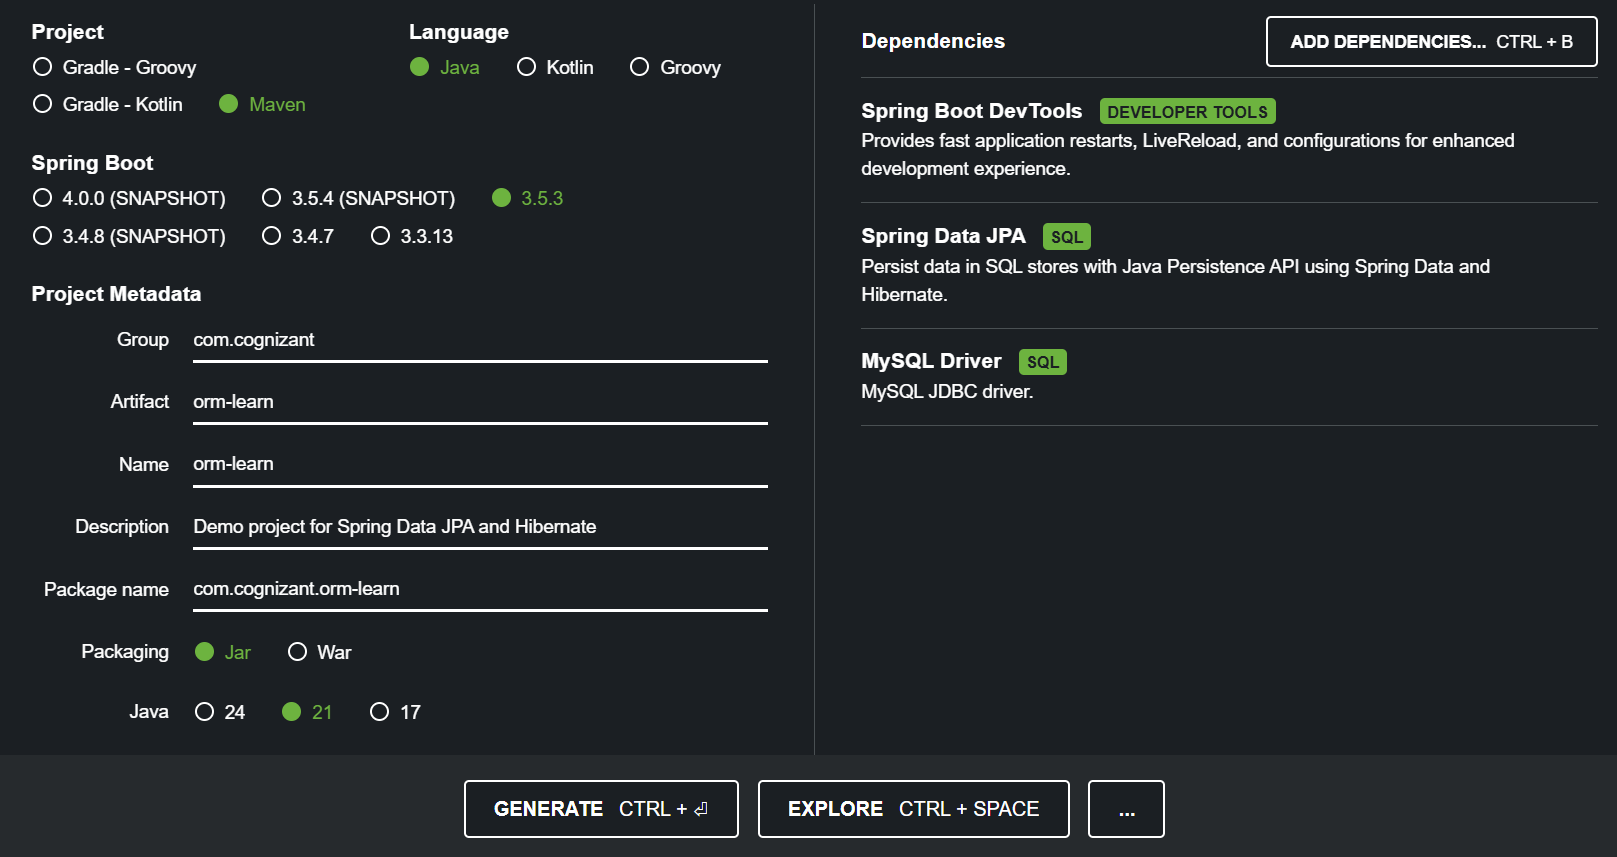 Project
Gradle - Groovy
Gradle - Kotlin Maven
Language
Java Kotlin Groovy
Spring Boot
4.0.0 (SNAPSHOT) 3.5.4 (SNAPSHOT) 3.5.3
3.4.8 (SNAPSHOT) 3.4.7 3.3.13
Project Metadata
Group com.cognizant
Artifact orm-learn
Name orm-learn
Description Demo project for Spring Data JPA and Hibernate
Package name com.cognizant.orm-learn
Packaging Jar War
Java 24 21 17
Dependencies ADD DEPENDENCIES... CTRL + B
Spring Boot DevTools DEVELOPER TOOLS
Provides fast application restarts, LiveReload, and configurations for enhanced
development experience.
Spring Data JPA SQL
Persist data in SQL stores with Java Persistence API using Spring Data and
Hibernate.
MySQL Driver SQL
MySQL JDBC driver.
GENERATE CTRL + ⏎ EXPLORE CTRL + SPACE ...